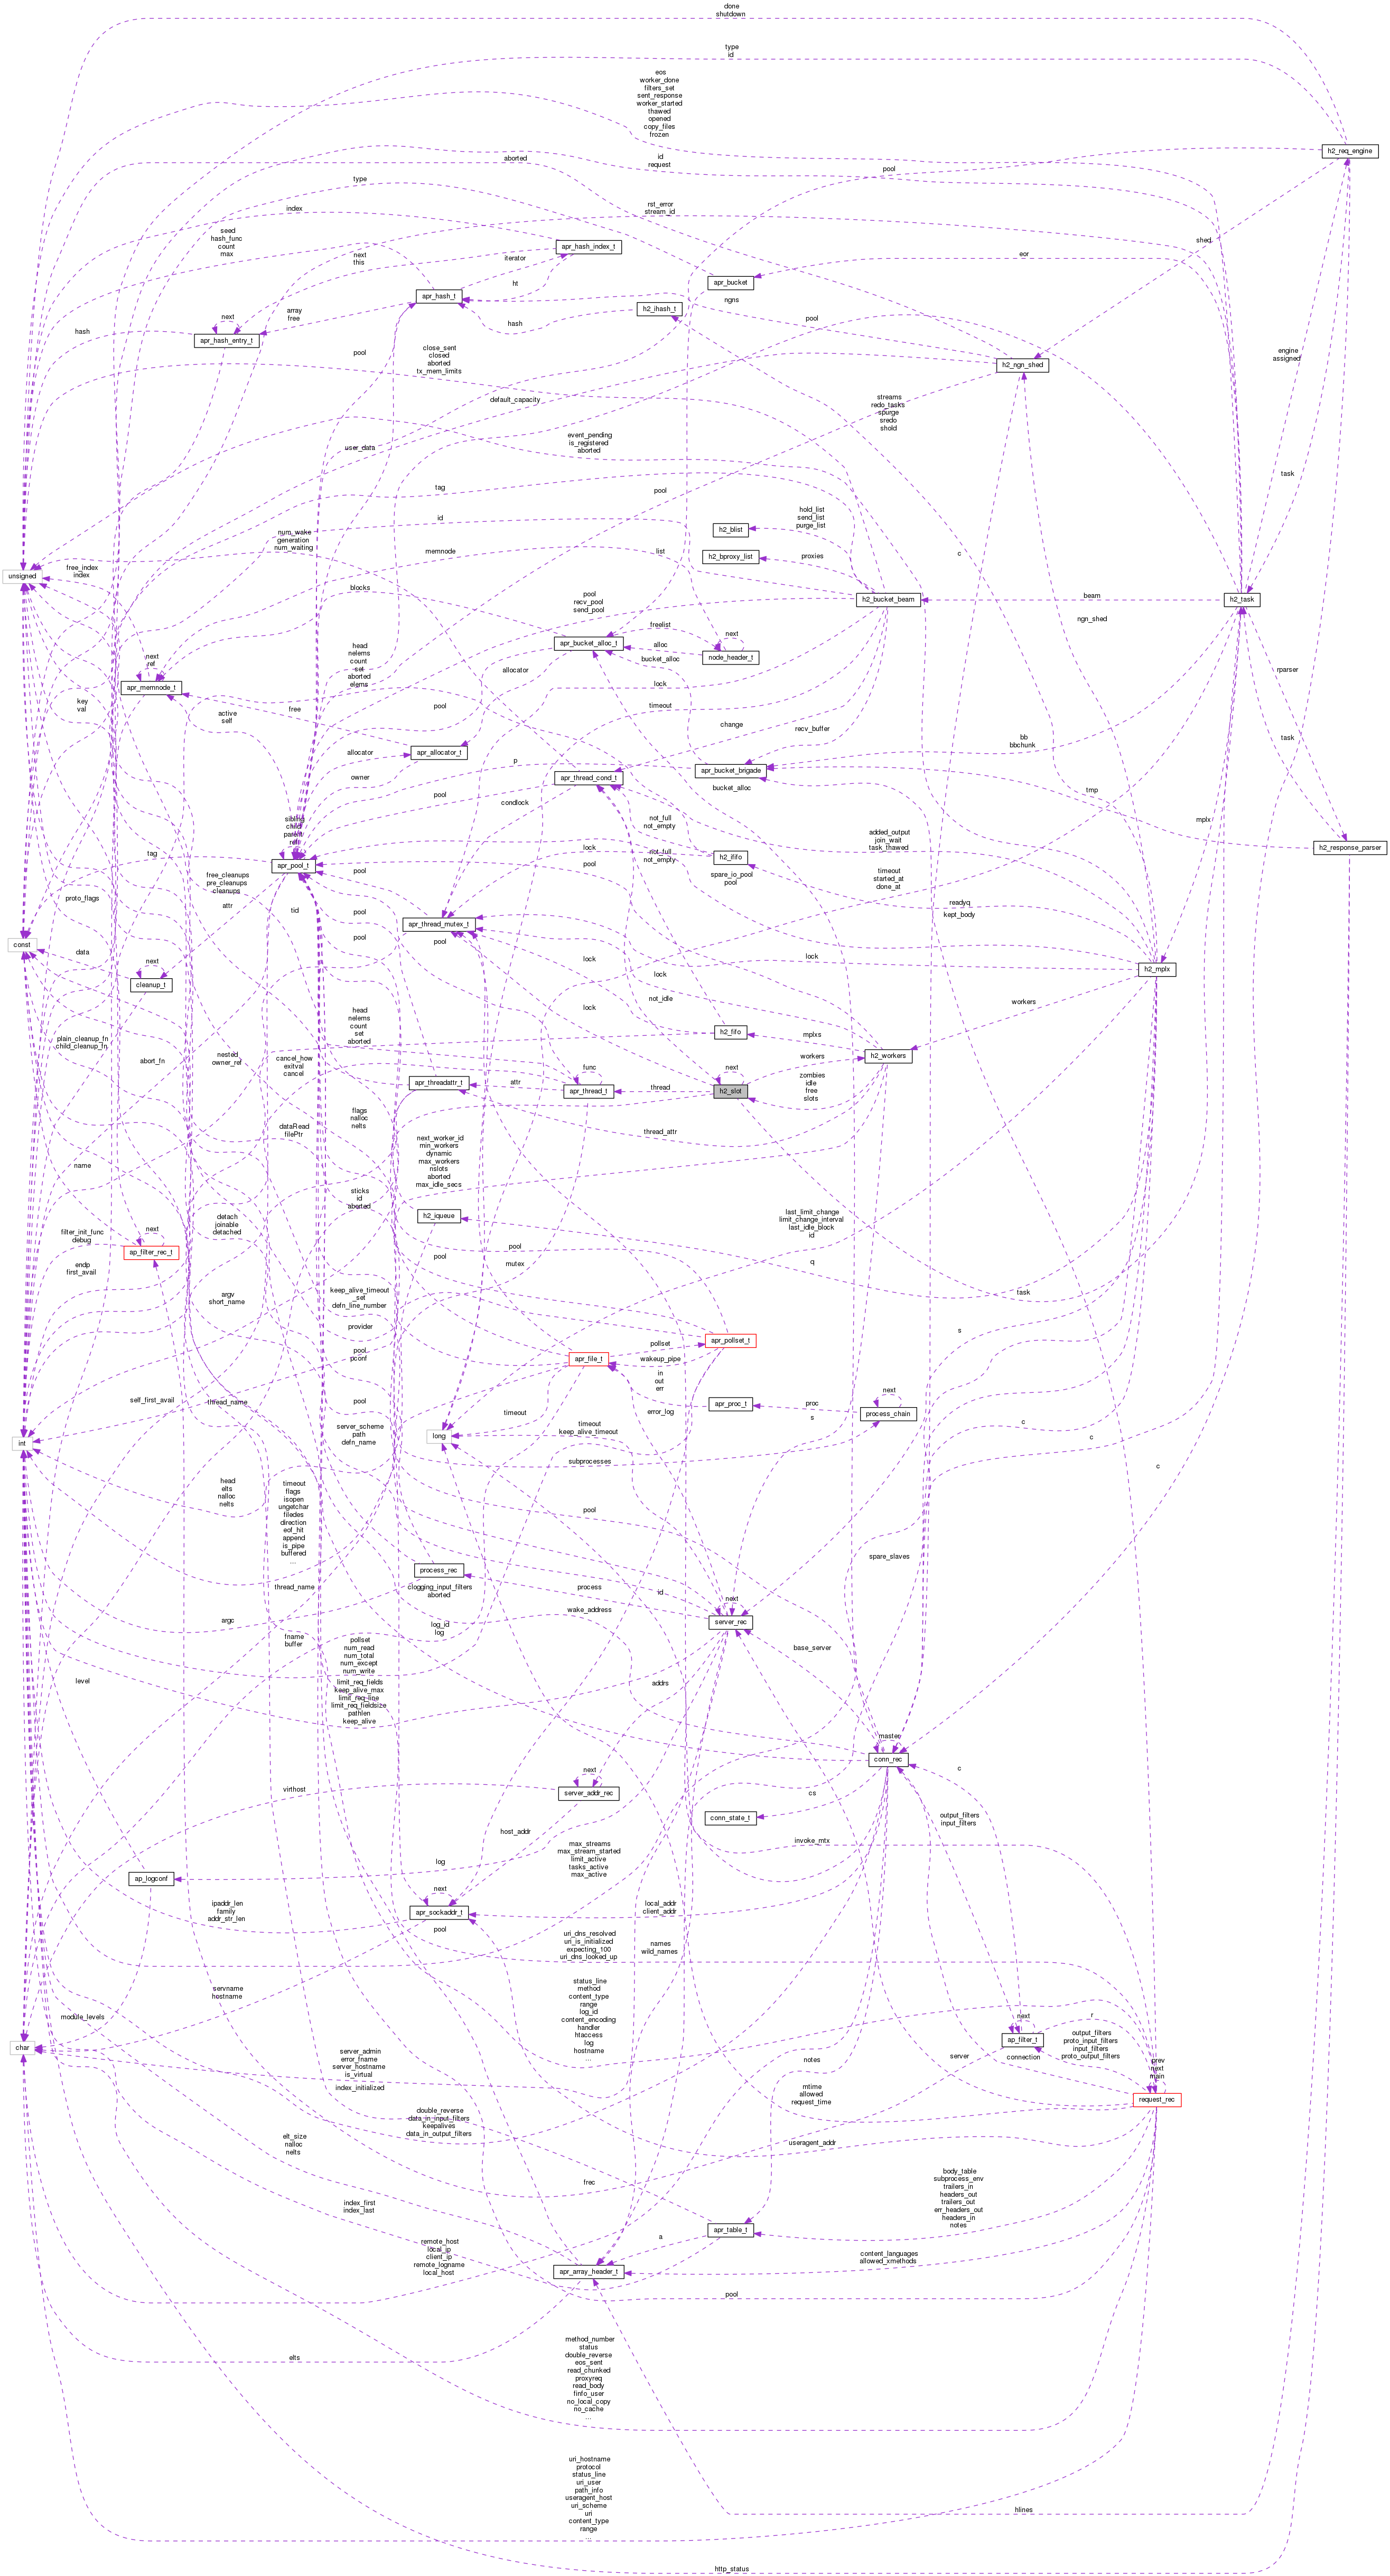 done
shutdown
type
id
eos
worker_done
filters_set
sent_response
worker_started
thawed
opened
copy_files
frozen
h2_req_engine
aborted
id
request
pool
type
rst_error
stream_id
index
seed
hash_func
count
max
next
this
apr_hash_index_t
iterator
shed
eor
apr_bucket
ht
apr_hash_t
ngns
h2_ihash_t
array
free
pool
next
hash
hash
apr_hash_entry_t
engine
assigned
pool
close_sent
closed
aborted
tx_mem_limits
h2_ngn_shed
default_capacity
streams
redo_tasks
spurge
sredo
shold
user_data
event_pending
is_registered
aborted
task
tag
pool
id
hold_list
send_list
purge_list
h2_blist
num_wake
generation
num_waiting
memnode
list
proxies
h2_bproxy_list
c
unsigned
free_index
index
blocks
pool
recv_pool
send_pool
h2_bucket_beam
beam
h2_task
ngn_shed
freelist
apr_bucket_alloc_t
alloc
next
node_header_t
head
nelems
count
set
aborted
elems
bucket_alloc
next
ref
apr_memnode_t
allocator
lock
rparser
key
val
free
pool
timeout
active
self
change
recv_buffer
bb
bbchunk
task
allocator
apr_allocator_t
owner
p
apr_thread_cond_t
apr_bucket_brigade
bucket_alloc
pool
tmp
condlock
sibling
child
parent
ref
not_full
not_empty
mplx
added_output
join_wait
task_thawed
h2_response_parser
apr_pool_t
tag
lock
h2_ififo
not_full
not_empty
pool
free_cleanups
pre_cleanups
cleanups
pool
spare_io_pool
pool
timeout
started_at
done_at
proto_flags
attr
tid
readyq
kept_body
pool
apr_thread_mutex_t
const
pool
pool
data
next
cleanup_t
lock
lock
lock
h2_mplx
not_idle
lock
workers
head
nelems
count
set
aborted
h2_fifo
mplxs
plain_cleanup_fn
child_cleanup_fn
abort_fn
nested
owner_ref
cancel_how
exitval
cancel
h2_workers
workers
func
next
apr_threadattr_t
attr
apr_thread_t
thread
h2_slot
zombies
idle
free
slots
flags
nalloc
nelts
thread_attr
dataRead
filePtr
next_worker_id
min_workers
dynamic
max_workers
nslots
aborted
max_idle_secs
name
sticks
id
aborted
h2_iqueue
last_limit_change
limit_change_interval
last_idle_block
id
detach
joinable
detached
filter_init_func
debug
next
ap_filter_rec_t
pool
q
endp
first_avail
pool
mutex
argv
short_name
keep_alive_timeout
_set
defn_line_number
task
provider
pollset
apr_pollset_t
s
pool
pconf
apr_file_t
wakeup_pipe
in
out
err
next
self_first_avail
thread_name
pool
apr_proc_t
proc
process_chain
timeout
error_log
timeout
keep_alive_timeout
s
c
int
server_scheme
path
defn_name
long
c
subprocesses
c
head
elts
nalloc
nelts
timeout
flags
isopen
ungetchar
filedes
direction
eof_hit
append
is_pipe
buffered
...
pool
spare_slaves
process_rec
thread_name
clogging_input_filters
aborted
process
id
next
wake_address
argc
log_id
log
server_rec
fname
buffer
base_server
pollset
num_read
num_total
num_except
num_write
level
addrs
limit_req_fields
keep_alive_max
limit_req_line
limit_req_fieldsize
pathlen
keep_alive
master
conn_rec
c
next
virthost
server_addr_rec
cs
conn_state_t
output_filters
input_filters
host_addr
invoke_mtx
max_streams
max_stream_started
limit_active
tasks_active
max_active
log
ap_logconf
next
ipaddr_len
family
addr_str_len
apr_sockaddr_t
local_addr
client_addr
pool
uri_dns_resolved
uri_is_initialized
expecting_100
uri_dns_looked_up
names
wild_names
servname
hostname
status_line
method
content_type
range
log_id
content_encoding
handler
htaccess
log
hostname
...
module_levels
next
r
ap_filter_t
char
output_filters
proto_input_filters
input_filters
proto_output_filters
server_admin
error_fname
server_hostname
is_virtual
notes
server
connection
prev
next
main
index_initialized
mtime
allowed
request_time
request_rec
double_reverse
data_in_input_filters
keepalives
data_in_output_filters
elt_size
nalloc
nelts
useragent_addr
frec
body_table
subprocess_env
trailers_in
headers_out
trailers_out
err_headers_out
headers_in
notes
index_first
index_last
apr_table_t
a
remote_host
local_ip
client_ip
remote_logname
local_host
apr_array_header_t
content_languages
allowed_xmethods
pool
elts
method_number
status
double_reverse
eos_sent
read_chunked
proxyreq
read_body
finfo_user
no_local_copy
no_cache
...
uri_hostname
protocol
status_line
uri_user
path_info
useragent_host
uri_scheme
uri
content_type
range
...
hlines
http_status